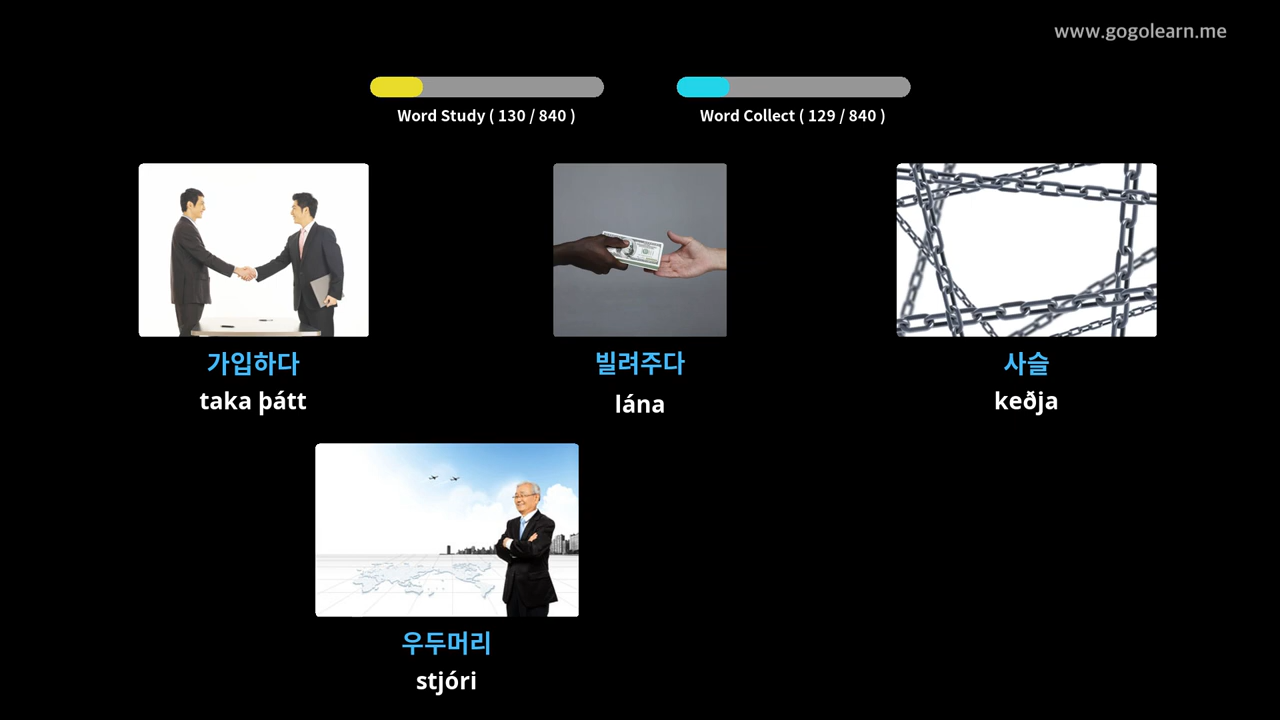 www.gogolearn.me
Word Study ( 130 / 840 )
Word Collect ( 129 / 840 )
가입하다
taka þátt
빌려주다
lána
사슬
keðja
우두머리
stjóri